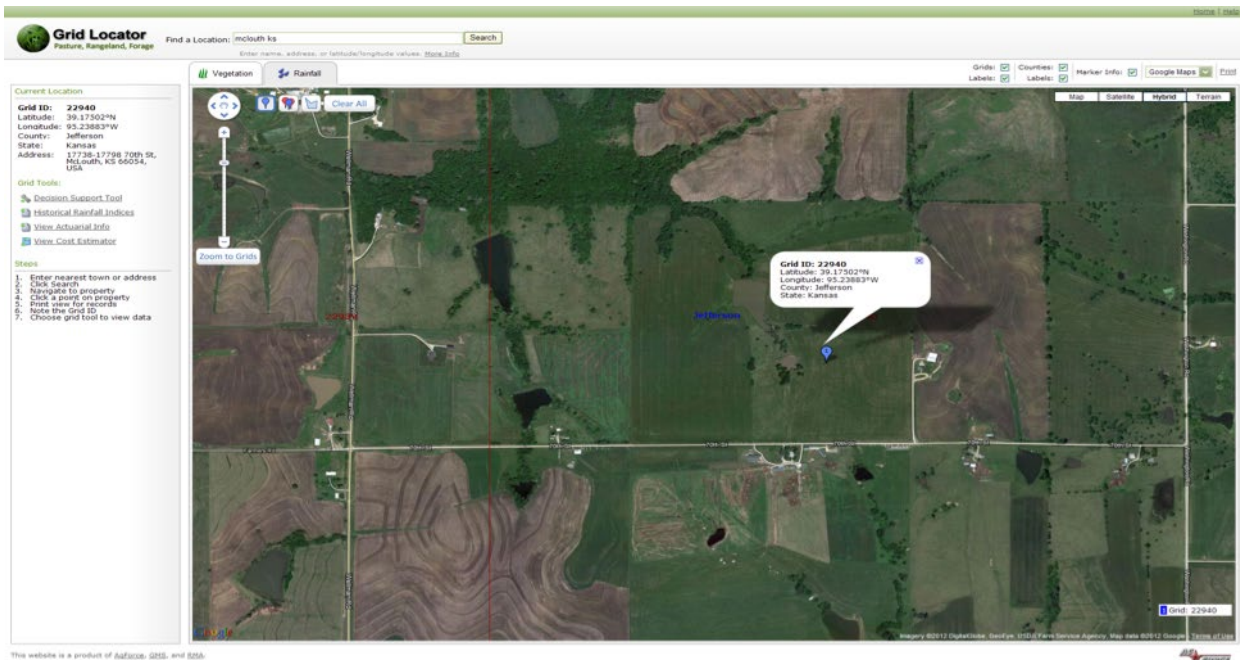 Home | Help
Grid Locator
Pasture, Rangeland, Forage
Find a Location: mclouth ks Search
Enter name, address, or latitude/longitude values. More Info
Vegetation Rainfall
Grids: Counties: Marker Info: Google Maps Print
Labels: Labels:
Current Location
Grid ID: 22940
Latitude: 39.17502°N
Longitude: 95.23883°W
County: Jefferson
State: Kansas
Address: 17738-17798 70th St,
McLouth, KS 66054,
USA
Grid Tools:
Decision Support Tool
Historical Rainfall Indices
View Actuarial Info
View Cost Estimator
Steps
1. Enter nearest town or address
2. Click Search
3. Navigate to property
4. Click a point on property
5. Print view for records
6. Note the Grid ID
7. Choose grid tool to view data
Clear All
Zoom to Grids
Map Satellite Hybrid Terrain
Grid ID: 22940
Latitude: 39.17502°N
Longitude: 95.23883°W
County: Jefferson
State: Kansas
Jefferson
1 Grid: 22940
Google
Imagery ©2012 DigitalGlobe, GeoEye, USDA Farm Service Agency, Map data ©2012 Google - Terms of Use
This website is a product of AgForce, GMS, and RMA.